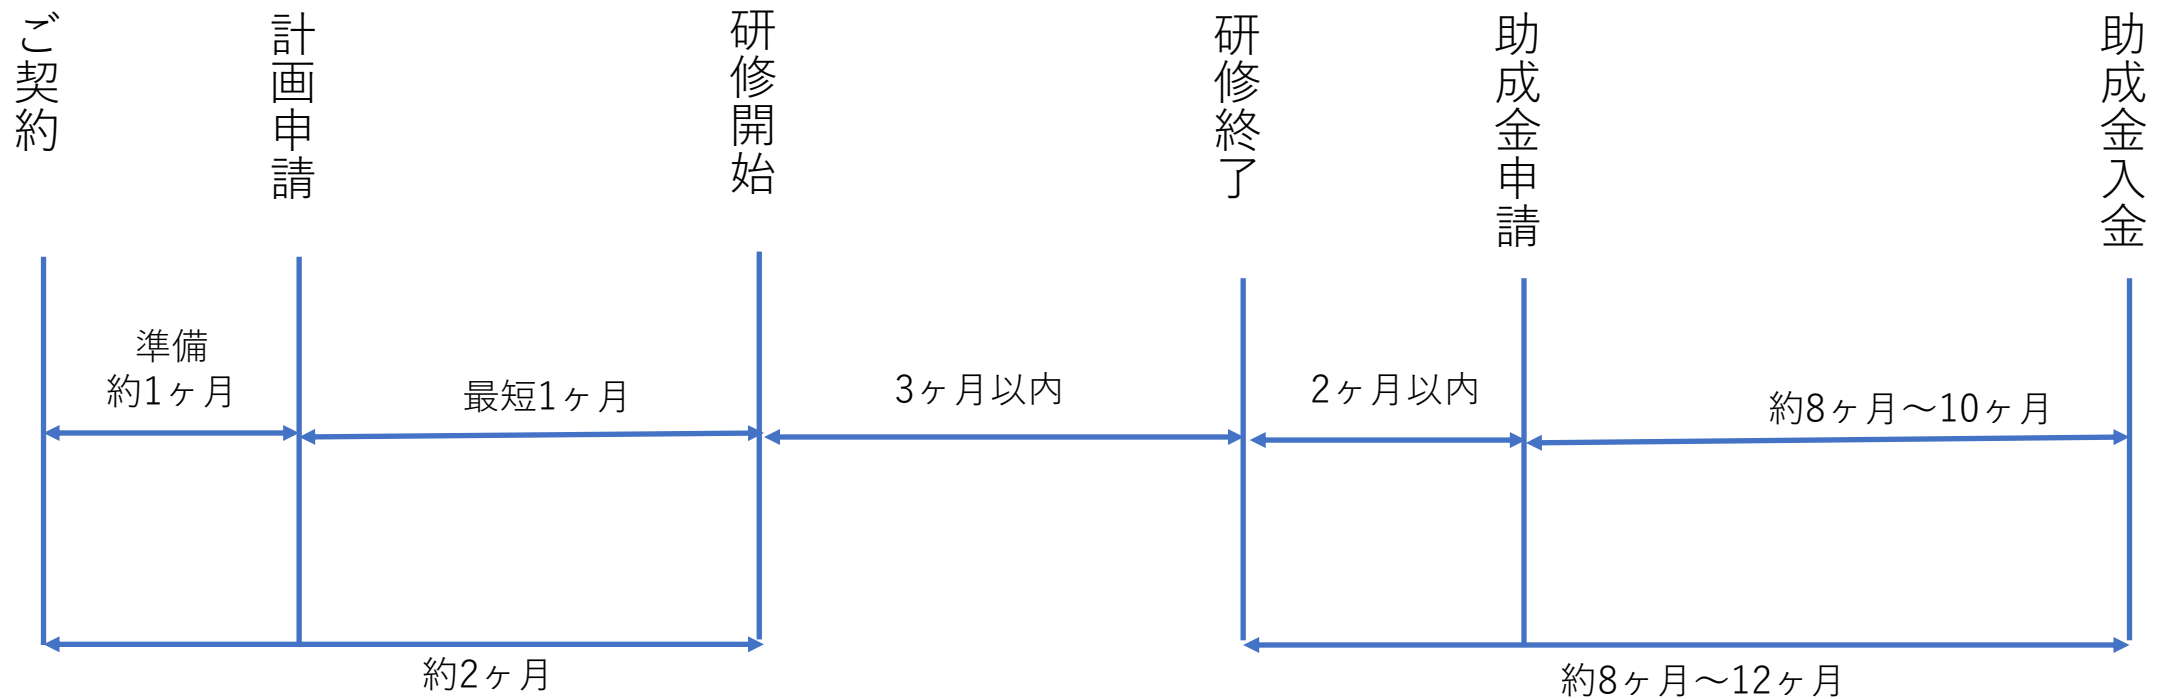 ご契約
計画申請
研修開始
研修終了
助成金申請
助成金入金
準備
約1ヶ月
最短1ヶ月
3ヶ月以内
2ヶ月以内
約8ヶ月～10ヶ月
約2ヶ月
約8ヶ月～12ヶ月